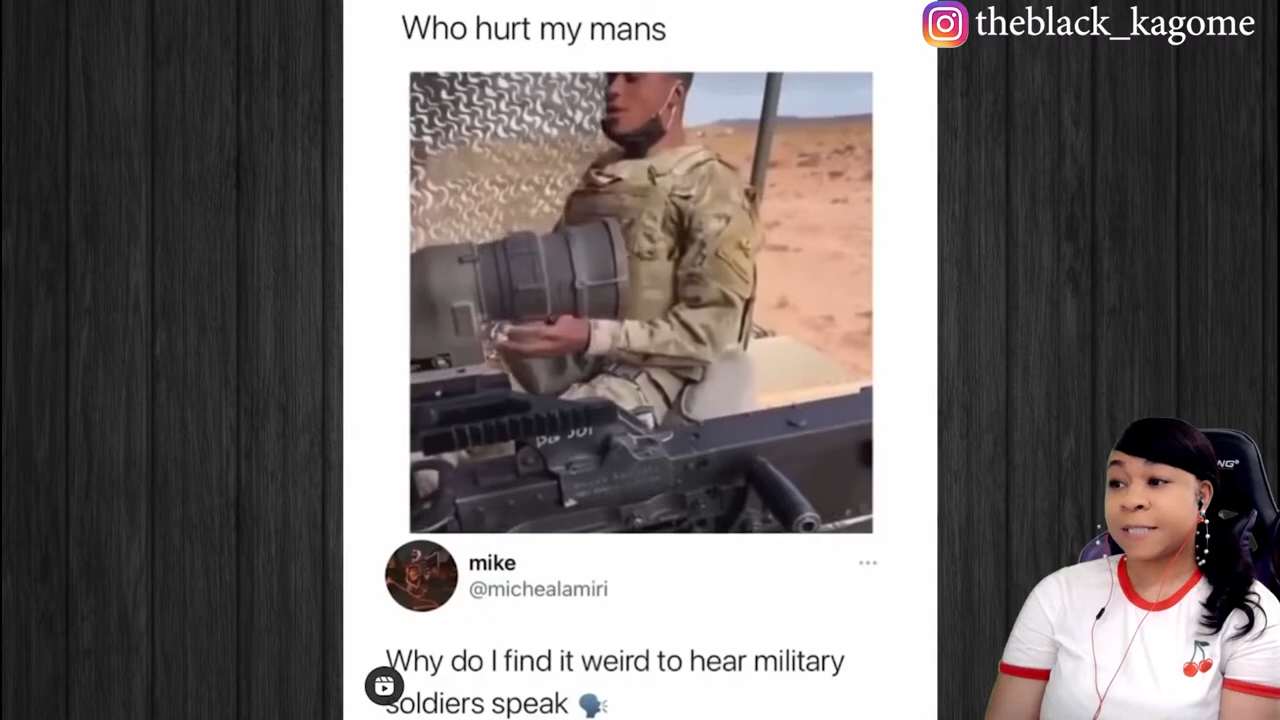 Who hurt my mans
theblack_kagome
mike
@michealamiri
Why do I find it weird to hear military
soldiers speak 🗣️